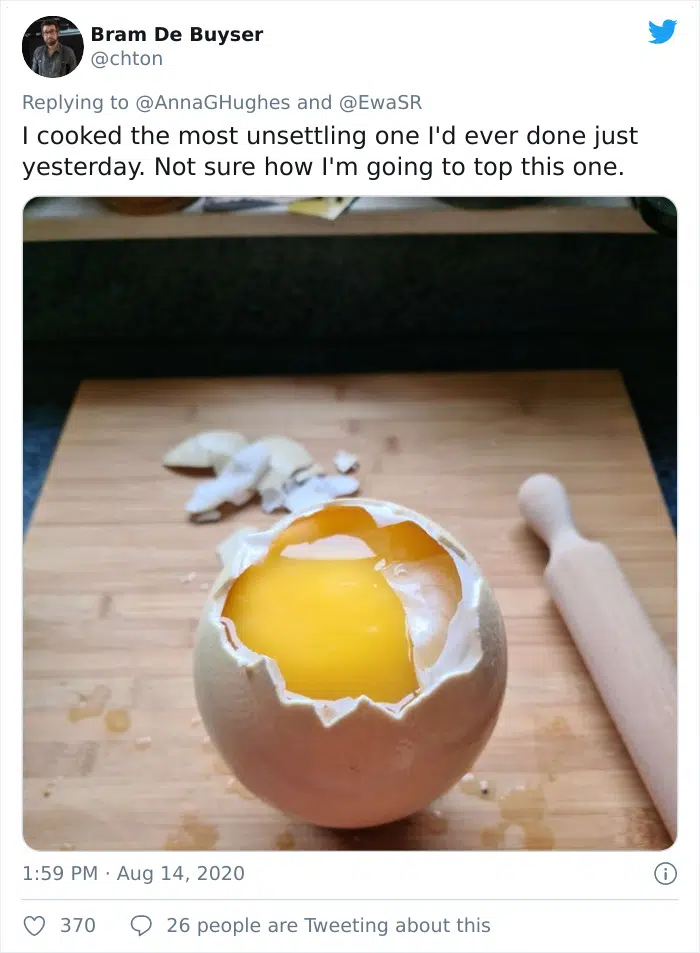 Bram De Buyser
@chton
Replying to @AnnaGHughes and @EwaSR
I cooked the most unsettling one I'd ever done just
yesterday. Not sure how I'm going to top this one.
1:59 PM · Aug 14, 2020
370
26 people are Tweeting about this